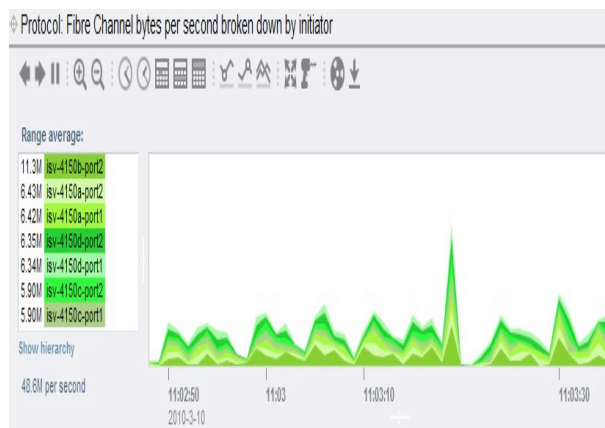 Protocol: Fibre Channel bytes per second broken down by initiator
Range average:
11.3M isv-4150b-port2
6.43M isv-4150a-port2
6.42M isv-4150a-port1
6.35M isv-4150d-port2
6.34M isv-4150d-port1
5.90M isv-4150c-port2
5.90M isv-4150c-port1
Show hierarchy
48.6M per second
11:02:50 11:03 11:03:10 11:03:30
2010-3-10